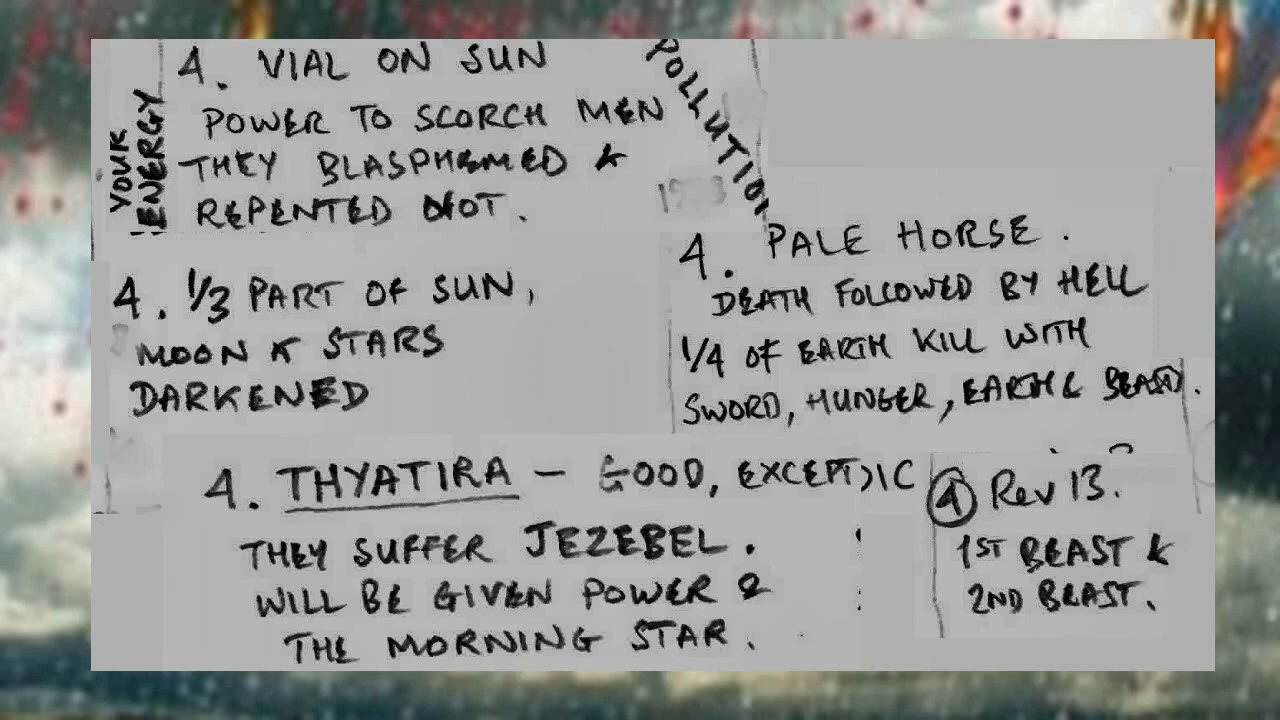 4. VIAL ON SUN
POWER TO SCORCH MEN
THEY BLASPHEMED &
REPENTED NOT.
YOUR
ENERGY
POLLUTION
4. 1/3 PART OF SUN,
MOON & STARS
DARKENED
4. PALE HORSE.
DEATH FOLLOWED BY HELL
1/4 OF EARTH KILL WITH
SWORD, HUNGER, EARTH &
4. THYATIRA – GOOD, EXCEPT
THEY SUFFER JEZEBEL.
WILL BE GIVEN POWER &
THE MORNING STAR.
4 Rev 13.
1ST BEAST &
2ND BEAST.